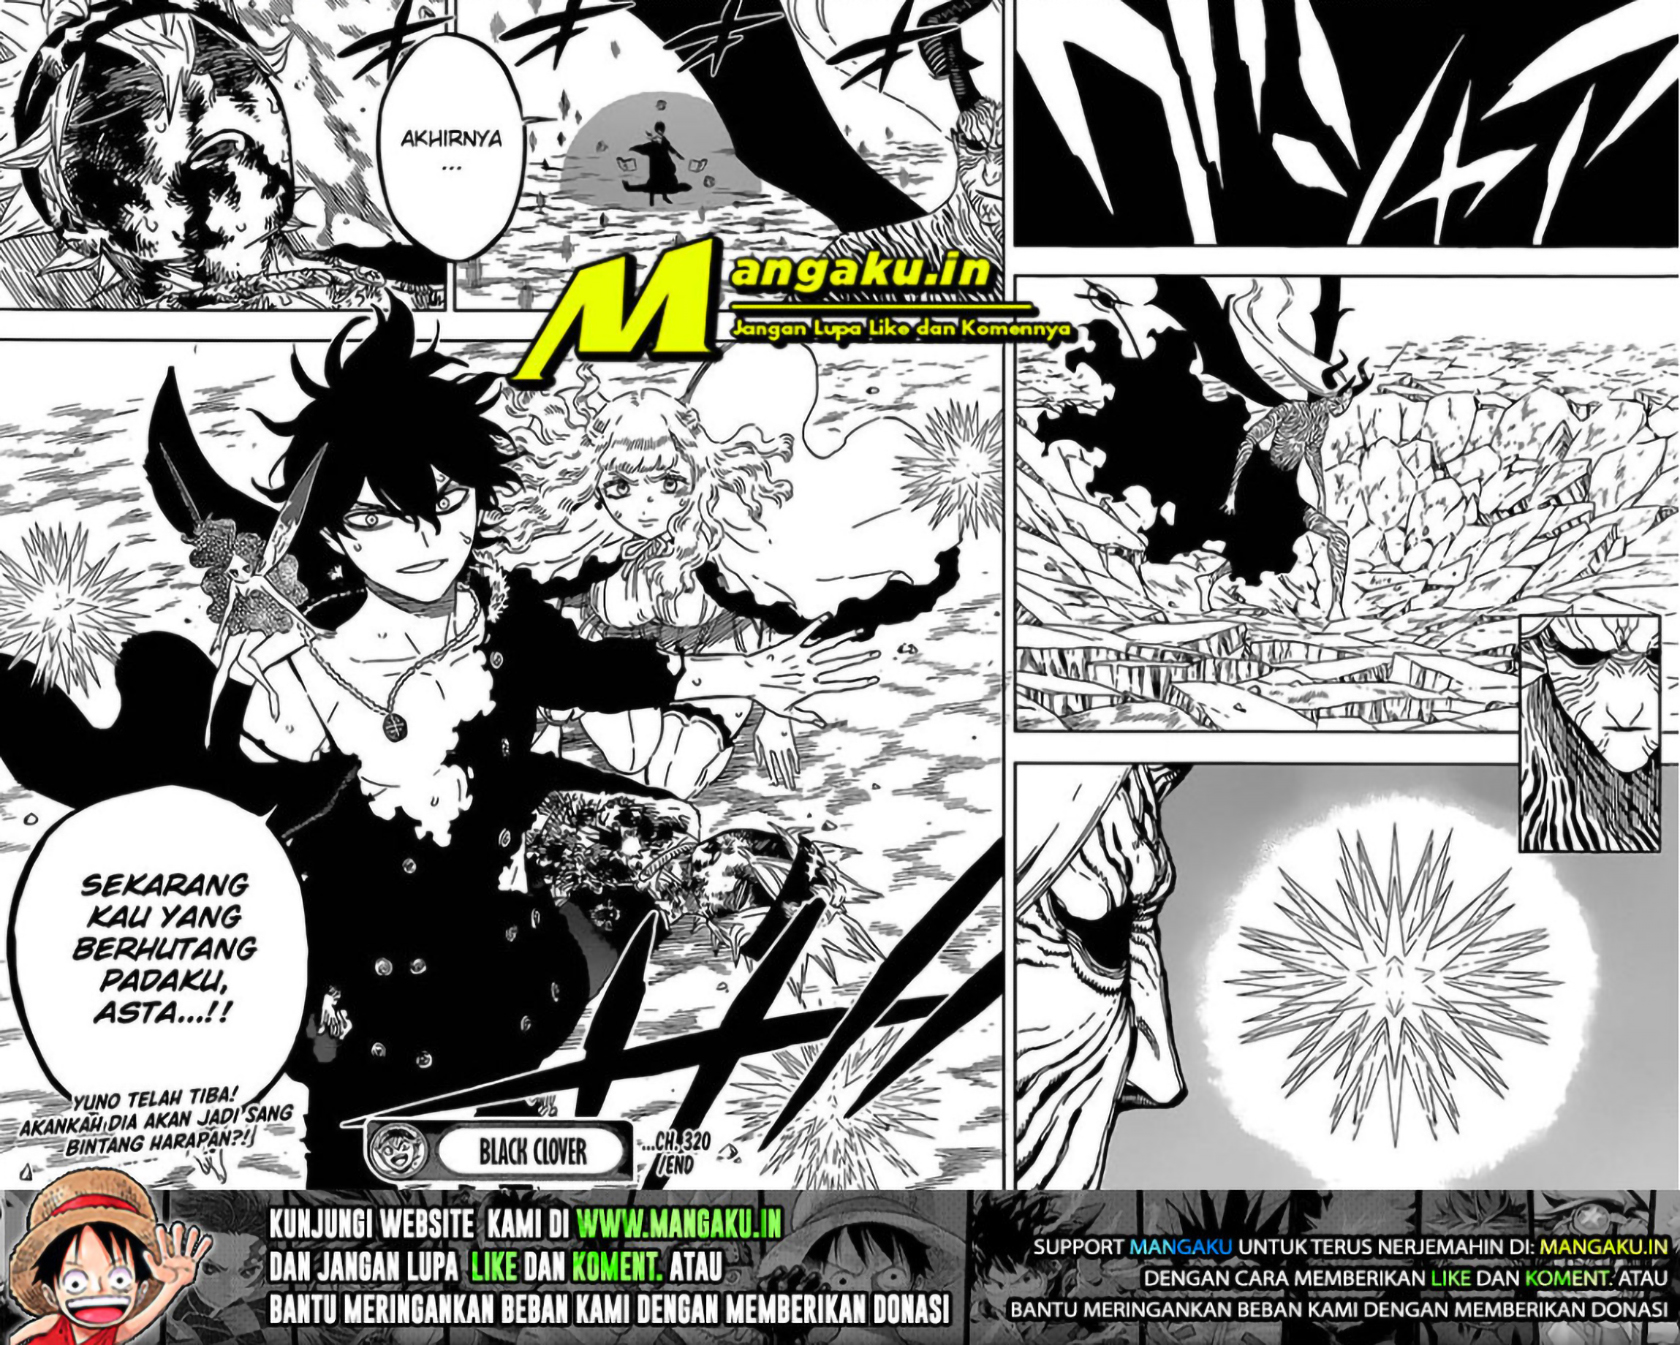 AKHIRNYA
...
Mangaku.in
Jangan Lupa Like dan Komennya
SEKARANG
KAU YANG
BERHUTANG
PADAKU,
ASTA...!!
YUNO TELAH TIBA!
AKANKAH DIA AKAN JADI SANG
BINTANG HARAPAN?!
BLACK CLOVER
...CH. 320
/END
KUNJUNGI WEBSITE KAMI DI WWW.MANGAKU.IN
DAN JANGAN LUPA LIKE DAN KOMENT. ATAU
BANTU MERINGANKAN BEBAN KAMI DENGAN MEMBERIKAN DONASI
SUPPORT MANGAKU UNTUK TERUS NERJEMAHIN DI: MANGAKU.IN
DENGAN CARA MEMBERIKAN LIKE DAN KOMENT. ATAU
BANTU MERINGANKAN BEBAN KAMI DENGAN MEMBERIKAN DONASI